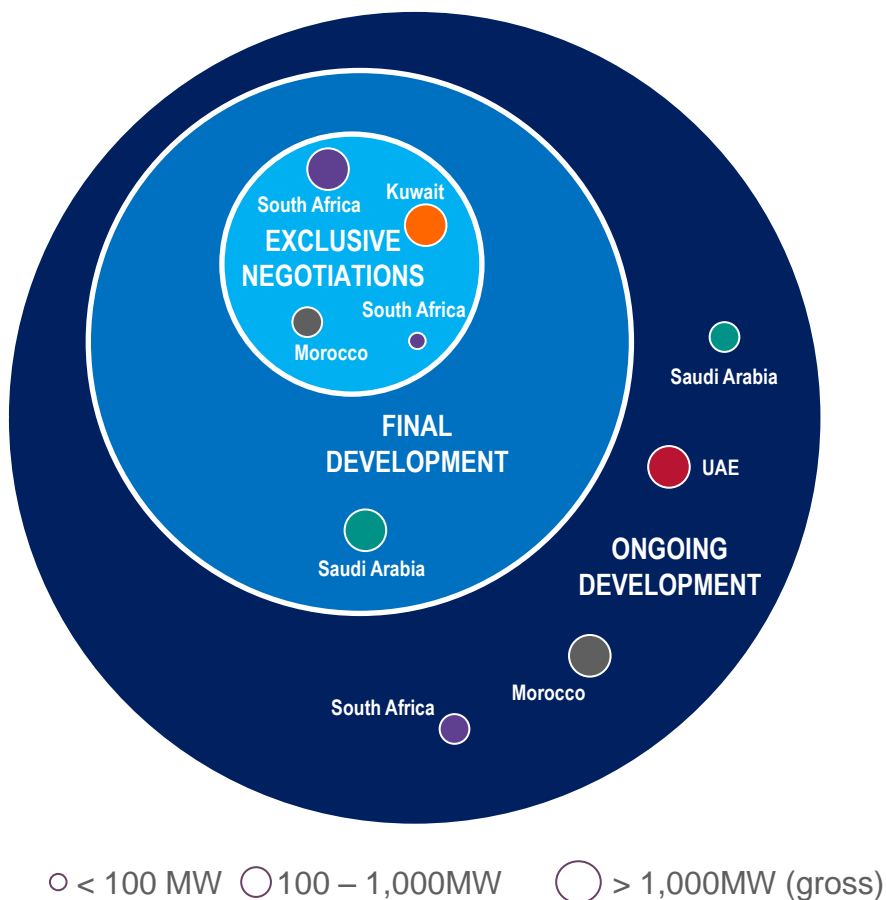 South Africa
Kuwait
EXCLUSIVE
NEGOTIATIONS
South Africa
Morocco
Saudi Arabia
FINAL
DEVELOPMENT
UAE
Saudi Arabia
ONGOING
DEVELOPMENT
Morocco
South Africa
< 100 MW 100 – 1,000MW > 1,000MW (gross)